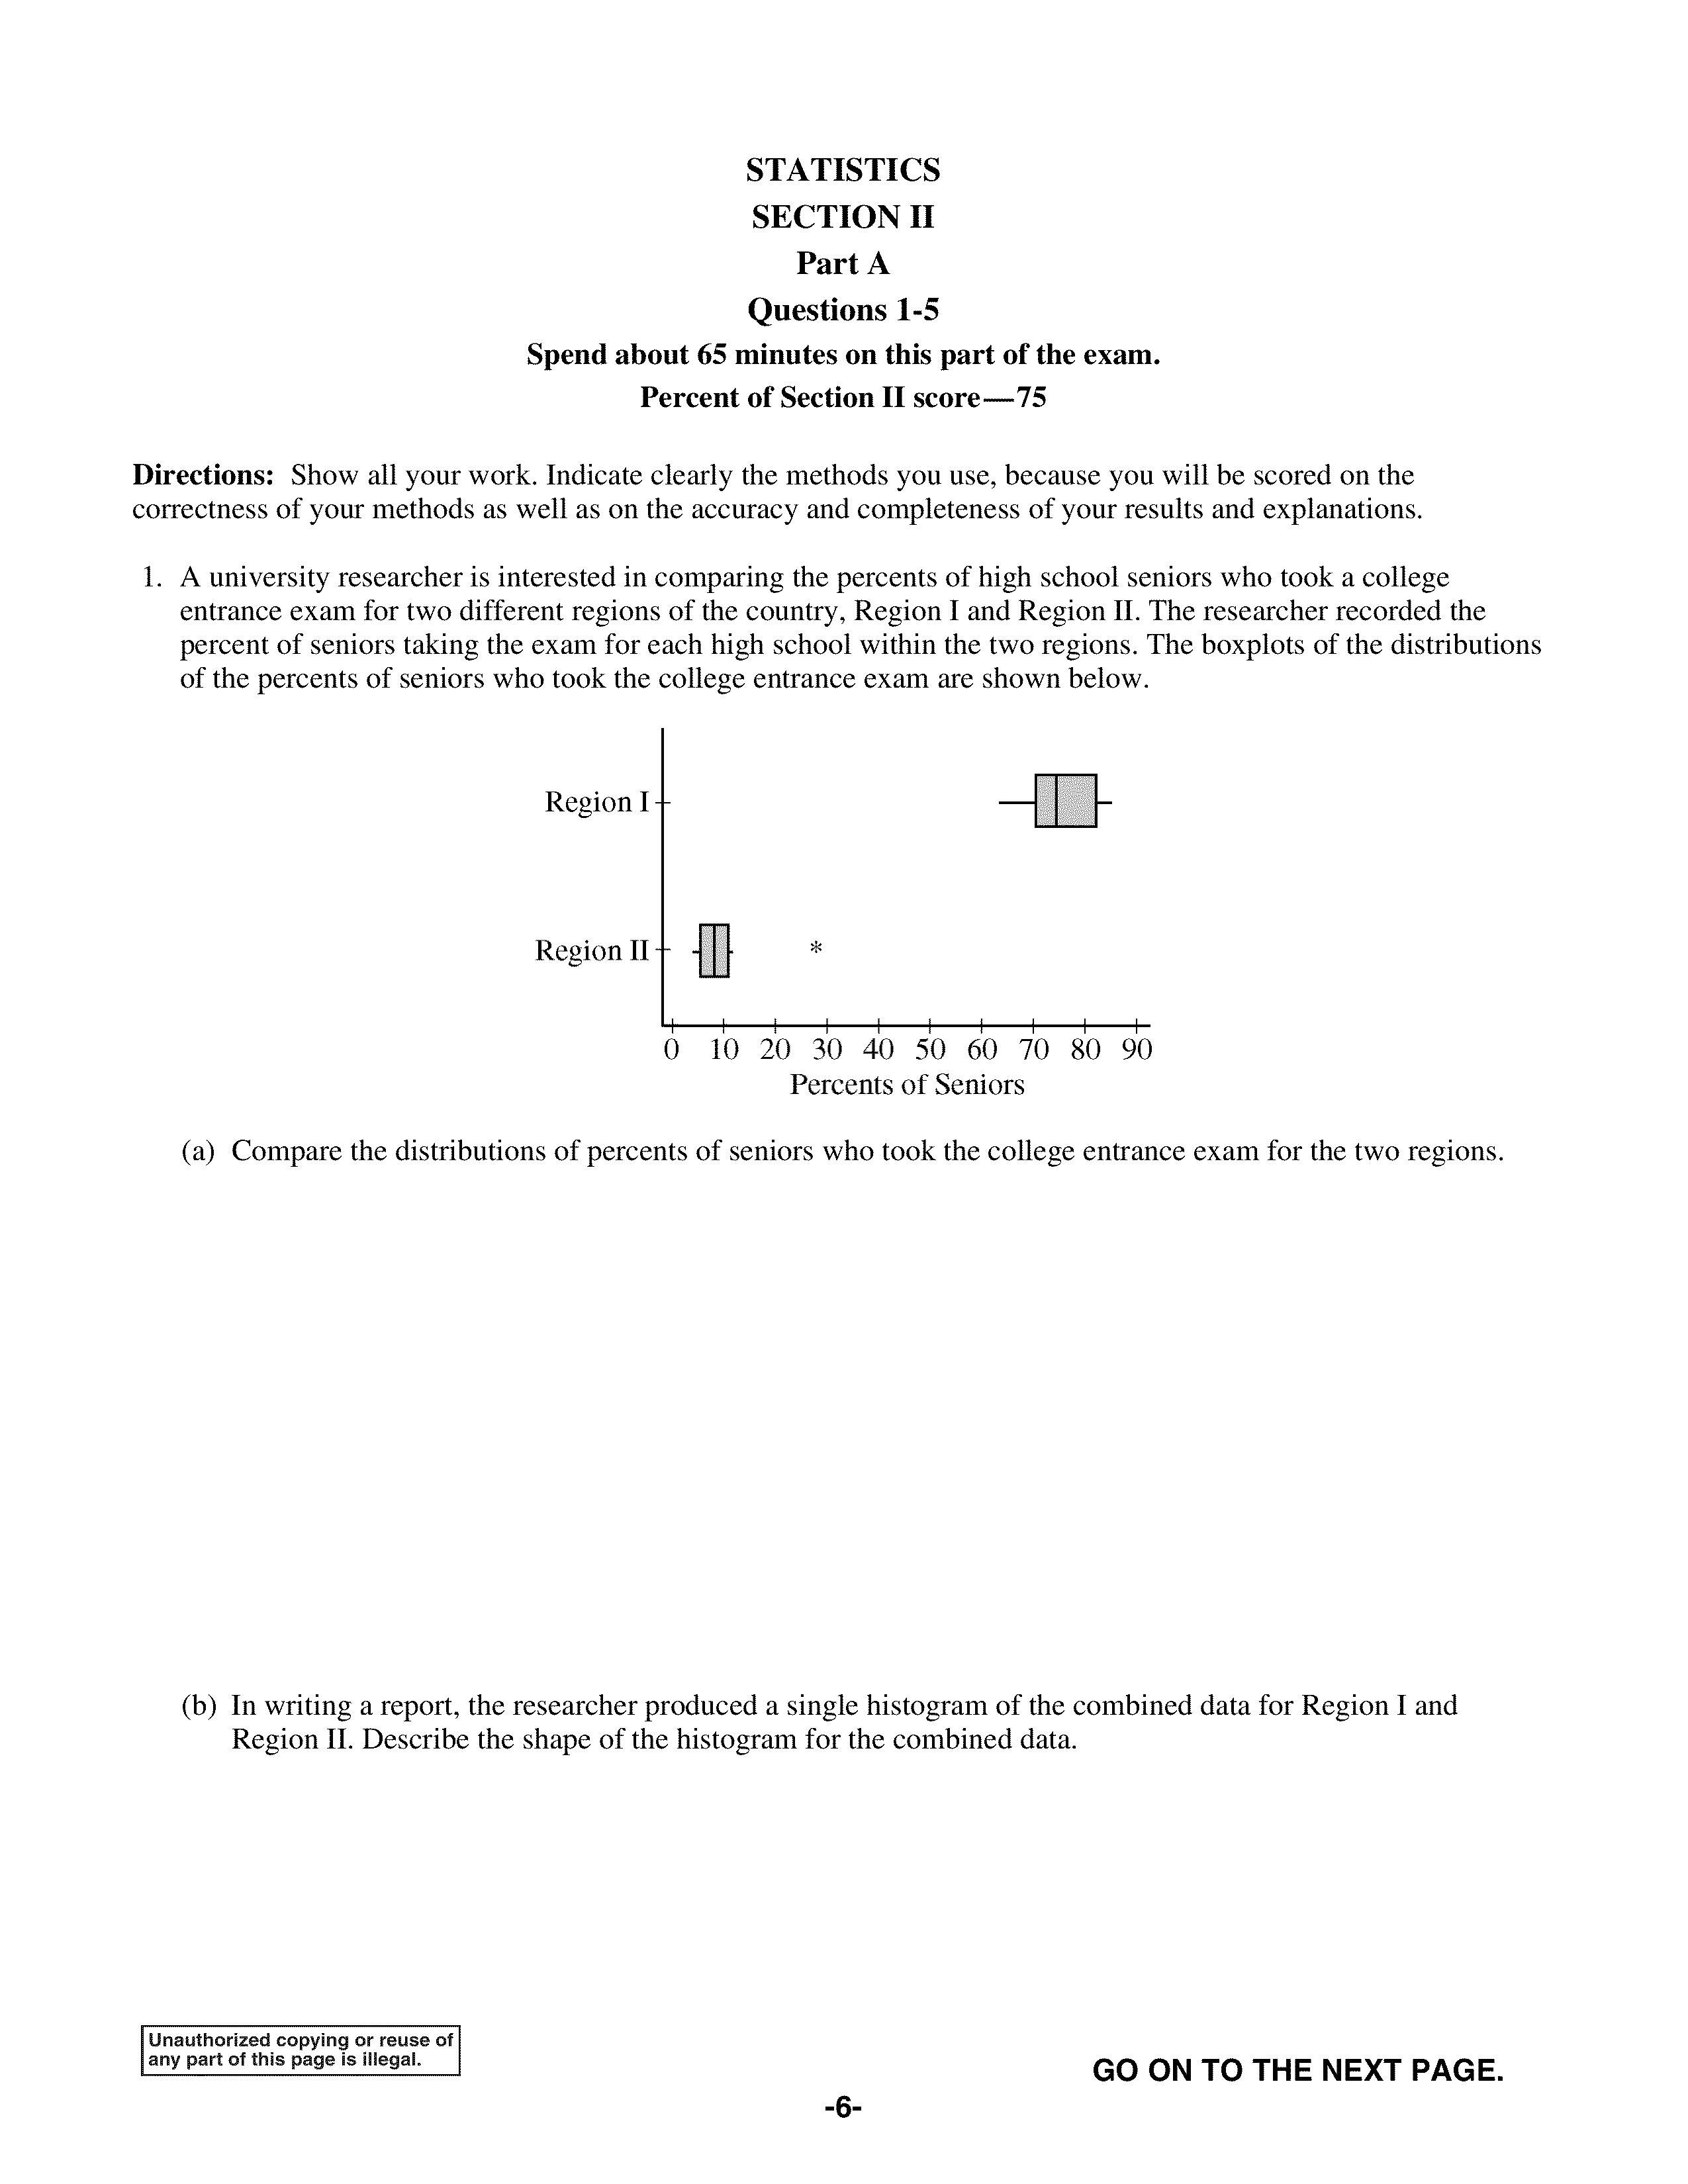 STATISTICS
SECTION II
Part A
Questions 1-5
Spend about 65 minutes on this part of the exam.
Percent of Section II score—75
Directions: Show all your work. Indicate clearly the methods you use, because you will be scored on the
correctness of your methods as well as on the accuracy and completeness of your results and explanations.
1. A university researcher is interested in comparing the percents of high school seniors who took a college
entrance exam for two different regions of the country, Region I and Region II. The researcher recorded the
percent of seniors taking the exam for each high school within the two regions. The boxplots of the distributions
of the percents of seniors who took the college entrance exam are shown below.
Region I
Region II
*
0 10 20 30 40 50 60 70 80 90
Percents of Seniors
(a) Compare the distributions of percents of seniors who took the college entrance exam for the two regions.
(b) In writing a report, the researcher produced a single histogram of the combined data for Region I and
Region II. Describe the shape of the histogram for the combined data.
Unauthorized copying or reuse of
any part of this page is illegal.
GO ON TO THE NEXT PAGE.
-6-